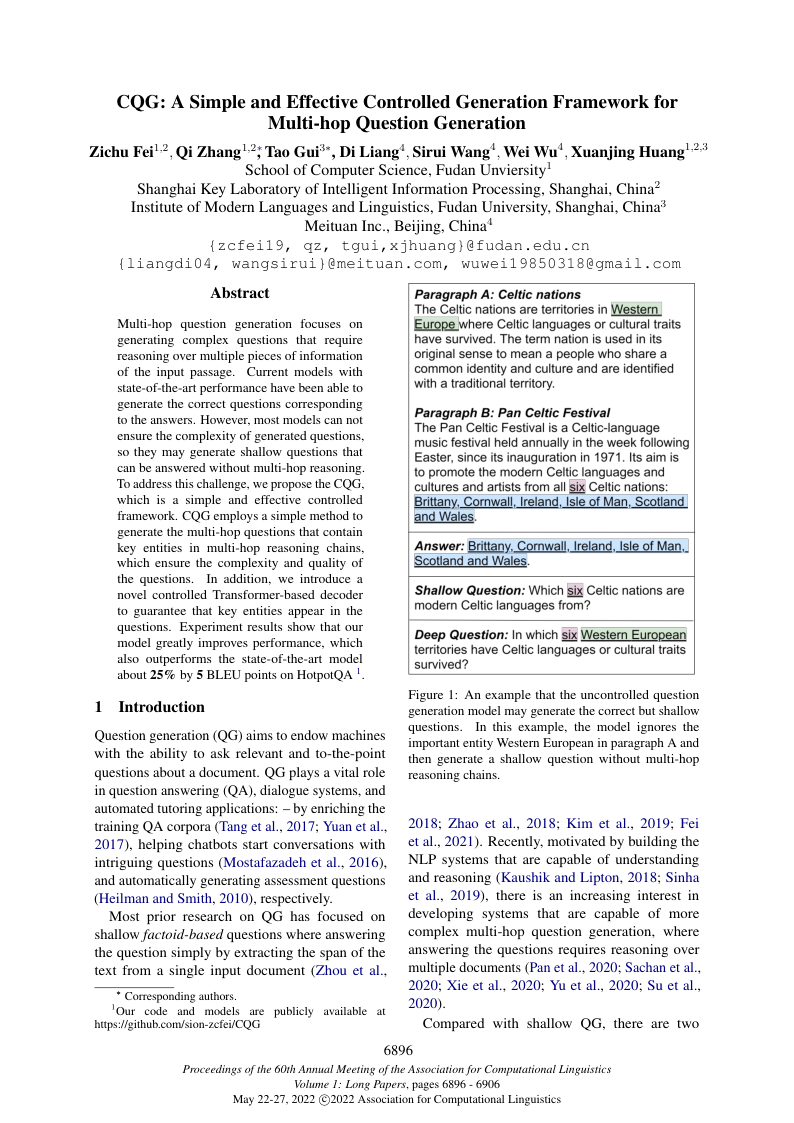 CQG: A Simple and Effective Controlled Generation Framework for
Multi-hop Question Generation
Zichu Fei1,2, Qi Zhang1,2∗, Tao Gui3∗, Di Liang4, Sirui Wang4, Wei Wu4, Xuanjing Huang1,2,3
School of Computer Science, Fudan Unviersity1
Shanghai Key Laboratory of Intelligent Information Processing, Shanghai, China2
Institute of Modern Languages and Linguistics, Fudan University, Shanghai, China3
Meituan Inc., Beijing, China4
{zcfei19, qz, tgui,xjhuang}@fudan.edu.cn
{liangdi04, wangsirui}@meituan.com, wuwei19850318@gmail.com
Abstract
Multi-hop question generation focuses on
generating complex questions that require
reasoning over multiple pieces of information
of the input passage. Current models with
state-of-the-art performance have been able to
generate the correct questions corresponding
to the answers. However, most models can not
ensure the complexity of generated questions,
so they may generate shallow questions that
can be answered without multi-hop reasoning.
To address this challenge, we propose the CQG,
which is a simple and effective controlled
framework. CQG employs a simple method to
generate the multi-hop questions that contain
key entities in multi-hop reasoning chains,
which ensure the complexity and quality of
the questions. In addition, we introduce a
novel controlled Transformer-based decoder
to guarantee that key entities appear in the
questions. Experiment results show that our
model greatly improves performance, which
also outperforms the state-of-the-art model
about 25% by 5 BLEU points on HotpotQA 1.
1 Introduction
Question generation (QG) aims to endow machines
with the ability to ask relevant and to-the-point
questions about a document. QG plays a vital role
in question answering (QA), dialogue systems, and
automated tutoring applications: – by enriching the
training QA corpora (Tang et al., 2017; Yuan et al.,
2017), helping chatbots start conversations with
intriguing questions (Mostafazadeh et al., 2016),
and automatically generating assessment questions
(Heilman and Smith, 2010), respectively.
Most prior research on QG has focused on
shallow factoid-based questions where answering
the question simply by extracting the span of the
text from a single input document (Zhou et al.,
∗ Corresponding authors.
1Our code and models are publicly available at
https://github.com/sion-zcfei/CQG
Paragraph A: Celtic nations
The Celtic nations are territories in Western
Europe where Celtic languages or cultural traits
have survived. The term nation is used in its
original sense to mean a people who share a
common identity and culture and are identified
with a traditional territory.
Paragraph B: Pan Celtic Festival
The Pan Celtic Festival is a Celtic-language
music festival held annually in the week following
Easter, since its inauguration in 1971. Its aim is
to promote the modern Celtic languages and
cultures and artists from all six Celtic nations:
Brittany, Cornwall, Ireland, Isle of Man, Scotland
and Wales.
Answer: Brittany, Cornwall, Ireland, Isle of Man,
Scotland and Wales.
Shallow Question: Which six Celtic nations are
modern Celtic languages from?
Deep Question: In which six Western European
territories have Celtic languages or cultural traits
survived?
Figure 1: An example that the uncontrolled question
generation model may generate the correct but shallow
questions. In this example, the model ignores the
important entity Western European in paragraph A and
then generate a shallow question without multi-hop
reasoning chains.
2018; Zhao et al., 2018; Kim et al., 2019; Fei
et al., 2021). Recently, motivated by building the
NLP systems that are capable of understanding
and reasoning (Kaushik and Lipton, 2018; Sinha
et al., 2019), there is an increasing interest in
developing systems that are capable of more
complex multi-hop question generation, where
answering the questions requires reasoning over
multiple documents (Pan et al., 2020; Sachan et al.,
2020; Xie et al., 2020; Yu et al., 2020; Su et al.,
2020).
Compared with shallow QG, there are two
6896
Proceedings of the 60th Annual Meeting of the Association for Computational Linguistics
Volume 1: Long Papers, pages 6896 - 6906
May 22-27, 2022 ©2022 Association for Computational Linguistics